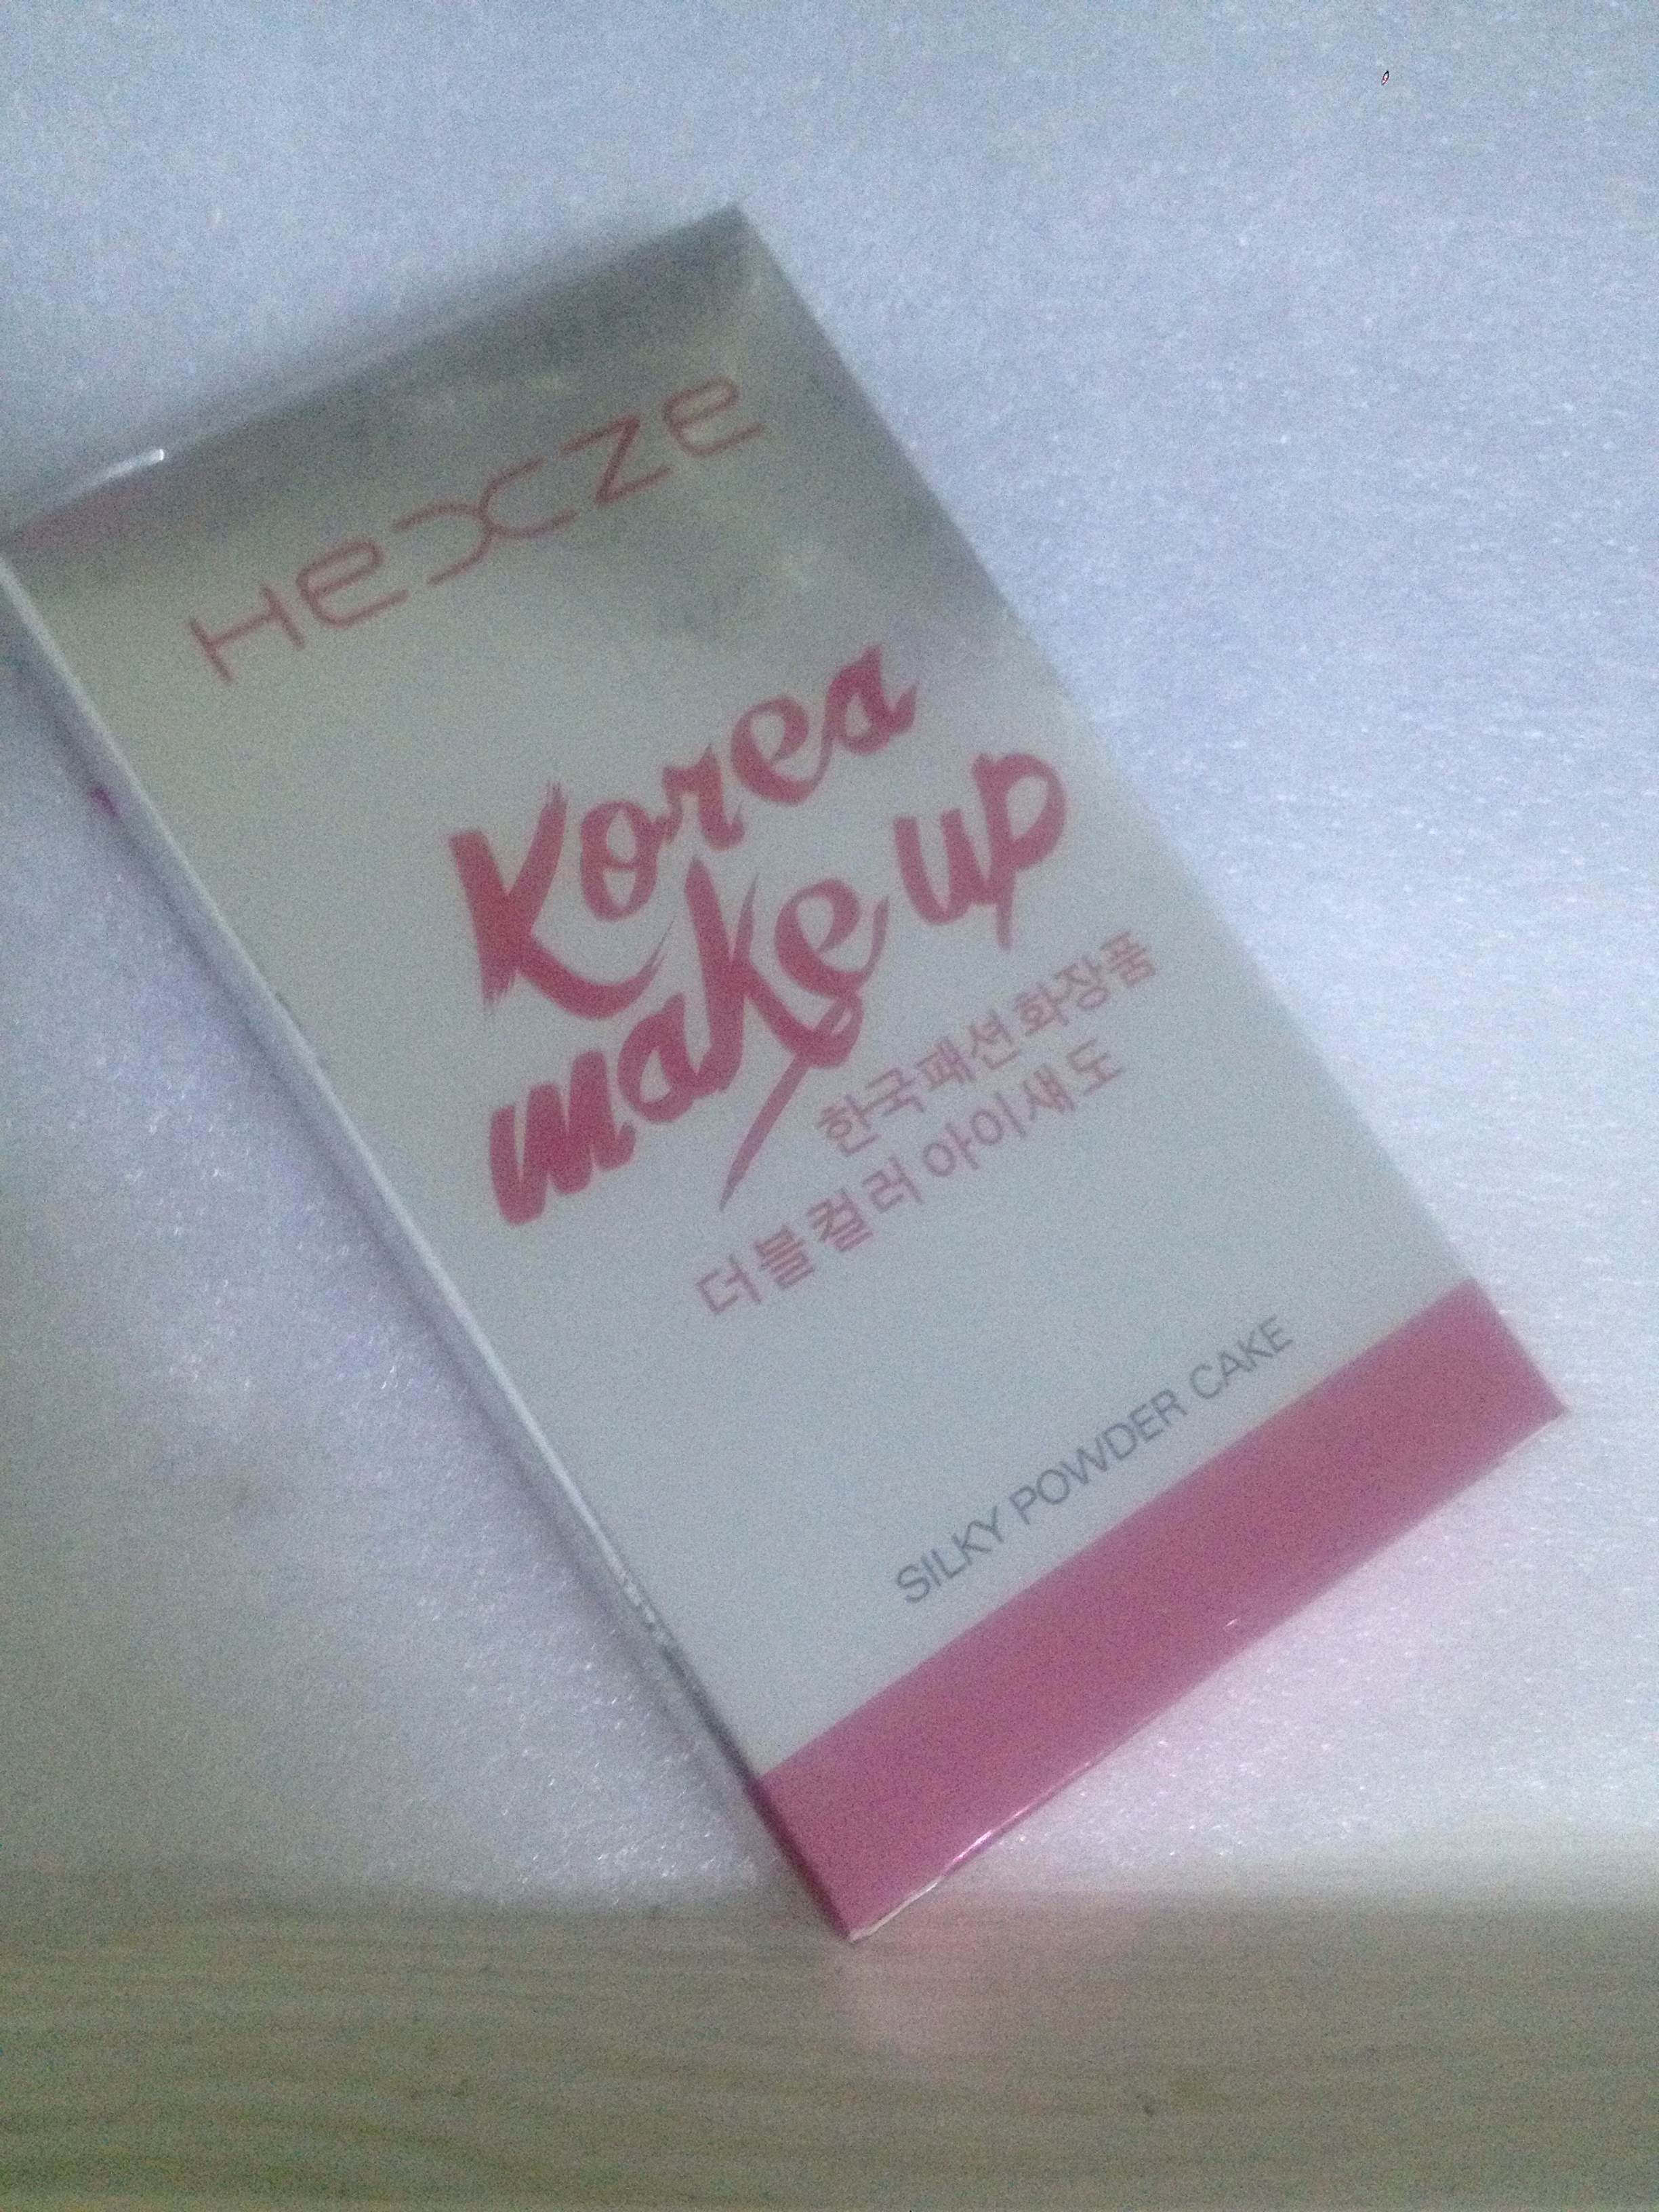 Hexze
Korea
make up
한국패션화장품
더블컬러 아이섀도
SILKY POWDER CAKE